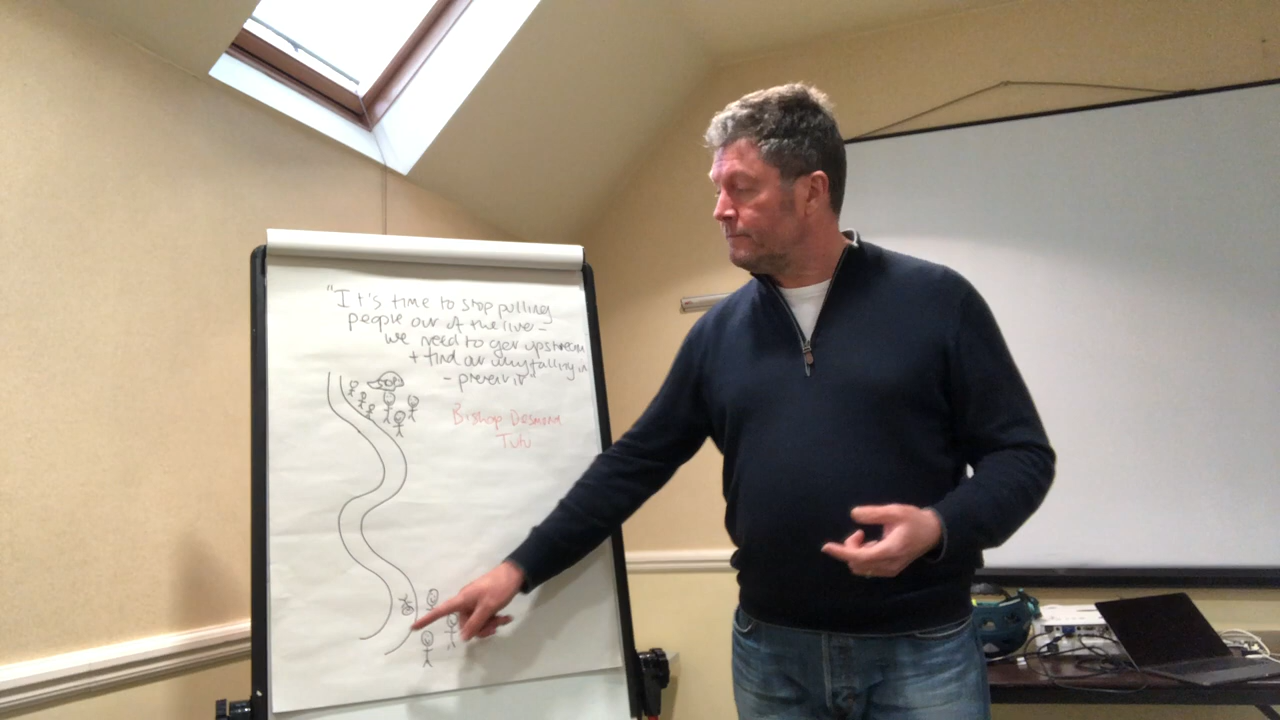 "It's time to stop pulling
people out of the river -
we need to get upstream
+ find out why falling in
- prevent it"
STOP
Bishop Desmond
Tutu